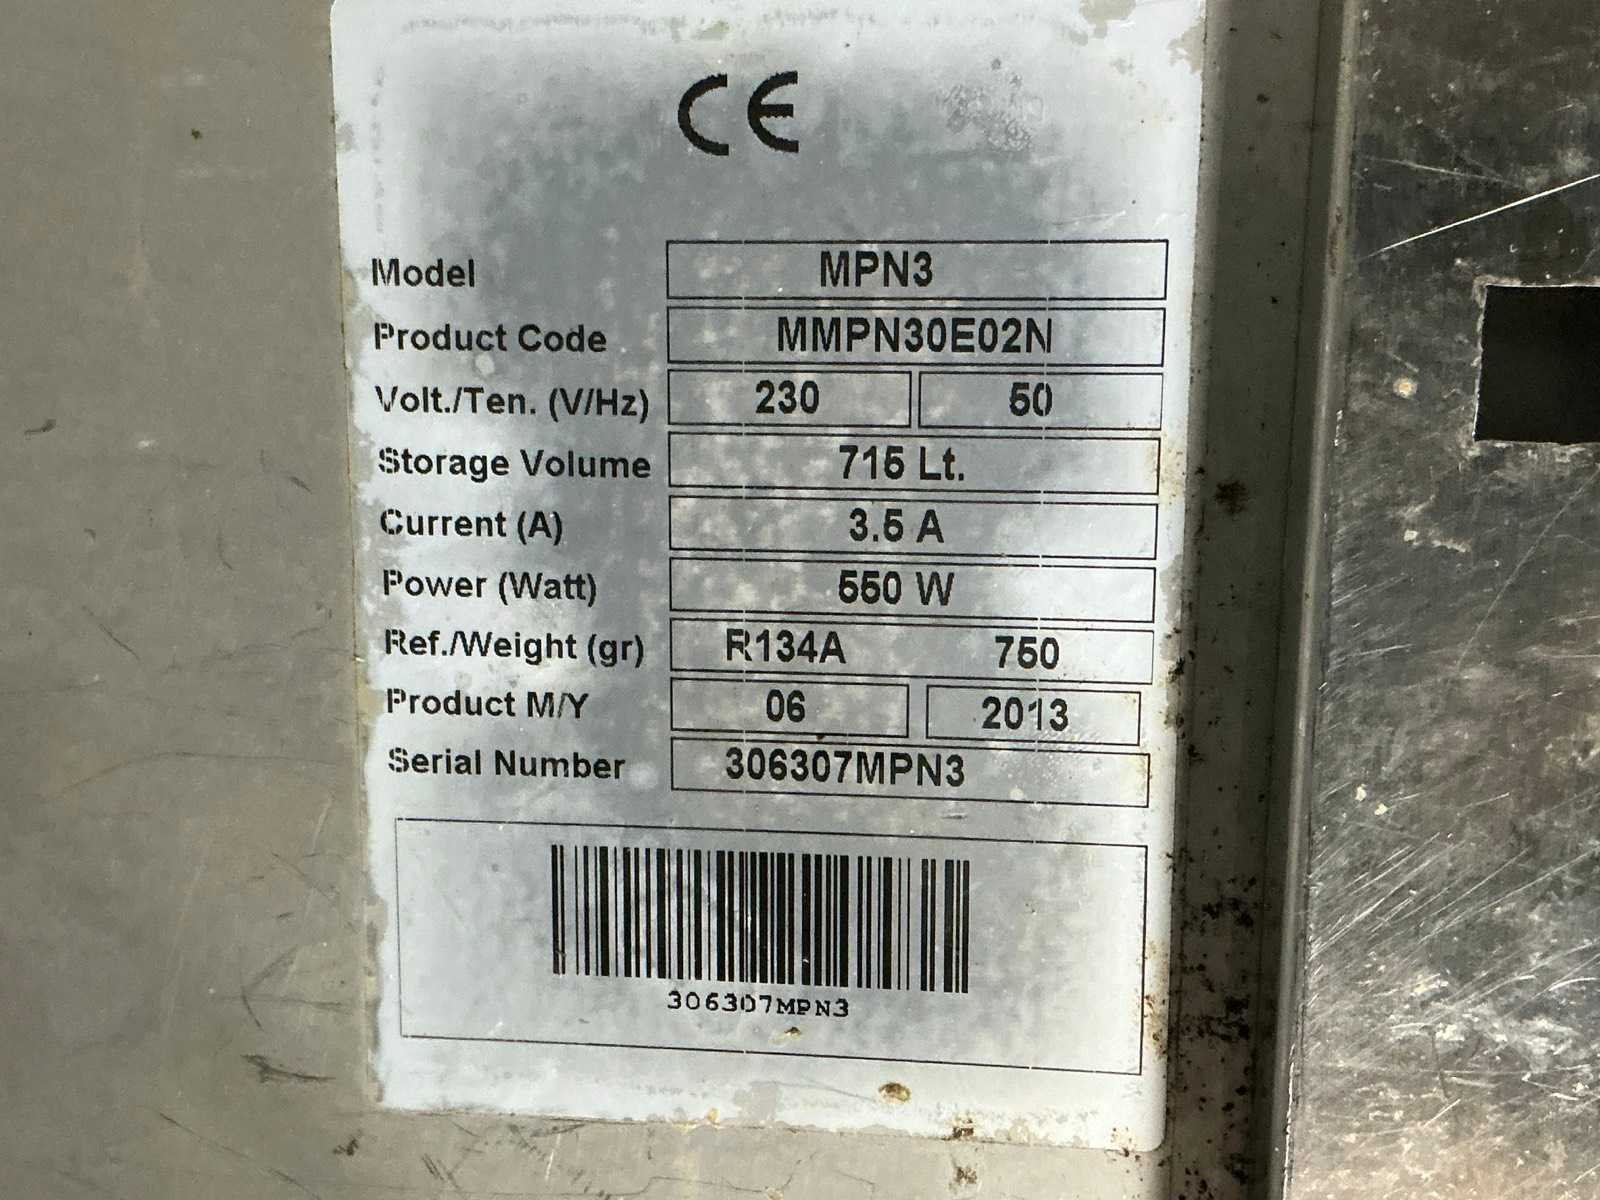 CE
Model MPN3
Product Code MMPN30E02N
Volt./Ten. (V/Hz) 230 50
Storage Volume 715 Lt.
Current (A) 3.5 A
Power (Watt) 550 W
Ref./Weight (gr) R134A 750
Product M/Y 06 2013
Serial Number 306307MPN3
306307MPN3